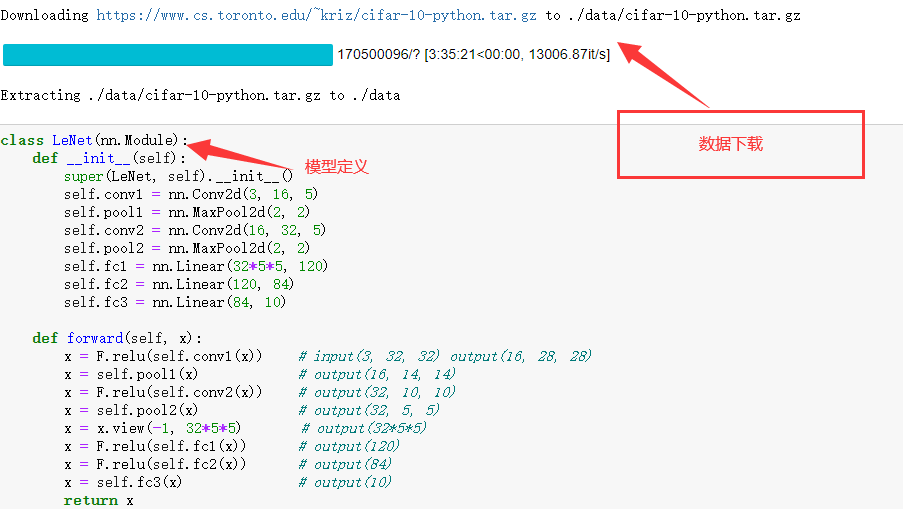 Downloading https://www.cs.toronto.edu/~kriz/cifar-10-python.tar.gz to ./data/cifar-10-python.tar.gz
170500096/? [3:35:21<00:00, 13006.87it/s]
Extracting ./data/cifar-10-python.tar.gz to ./data
数据下载
class LeNet(nn.Module):
模型定义
    def __init__(self):
        super(LeNet, self).__init__()
        self.conv1 = nn.Conv2d(3, 16, 5)
        self.pool1 = nn.MaxPool2d(2, 2)
        self.conv2 = nn.Conv2d(16, 32, 5)
        self.pool2 = nn.MaxPool2d(2, 2)
        self.fc1 = nn.Linear(32*5*5, 120)
        self.fc2 = nn.Linear(120, 84)
        self.fc3 = nn.Linear(84, 10)
    def forward(self, x):
        x = F.relu(self.conv1(x))    # input(3, 32, 32) output(16, 28, 28)
        x = self.pool1(x)            # output(16, 14, 14)
        x = F.relu(self.conv2(x))    # output(32, 10, 10)
        x = self.pool2(x)            # output(32, 5, 5)
        x = x.view(-1, 32*5*5)       # output(32*5*5)
        x = F.relu(self.fc1(x))      # output(120)
        x = F.relu(self.fc2(x))      # output(84)
        x = self.fc3(x)              # output(10)
        return x